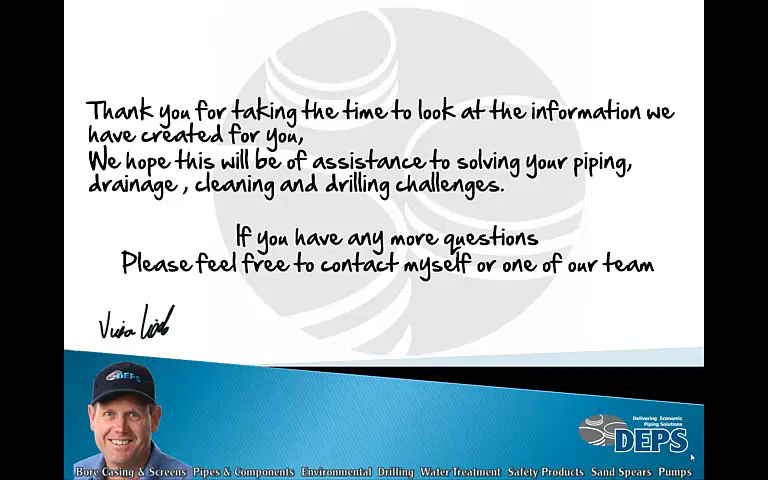 Thank you for taking the time to look at the information we
have created for you,
We hope this will be of assistance to solving your piping,
drainage , cleaning and drilling challenges.
If you have any more questions
Please feel free to contact myself or one of our team
DEPS
Delivering Economic
Piping Solutions
DEPS
Bore Casing & Screens Pipes & Components Environmental Drilling Water Treatment Safety Products Sand Spears Pumps